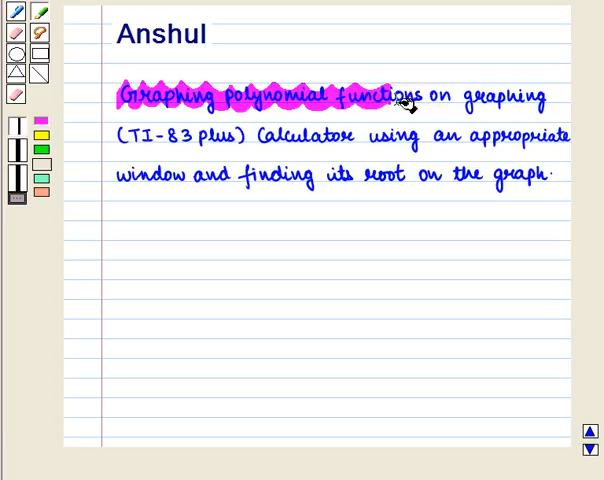 Anshul
Graphing polynomial functions on graphing
(TI-83 plus) Calculator using an appropriate
window and finding its root on the graph.